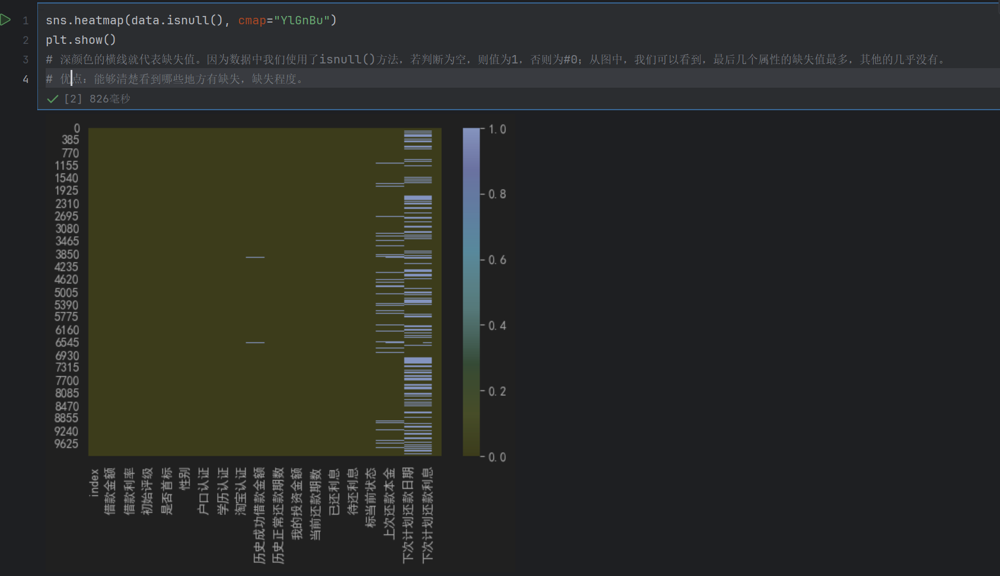 1 sns.heatmap(data.isnull(), cmap="YlGnBu")
2 plt.show()
3 # 深颜色的横线就代表缺失值。因为数据中我们使用了isnull()方法，若判断为空，则值为1，否则为#0；从图中，我们可以看到，最后几个属性的缺失值最多，其他的几乎没有。
4 # 优点：能够清楚看到哪些地方有缺失，缺失程度。
[2] 826毫秒
0
385
770
1155
1540
1925
2310
2695
3080
3465
3850
4235
4620
5005
5390
5775
6160
6545
6930
7315
7700
8085
8470
8855
9240
9625
1.0
0.8
0.6
0.4
0.2
0.0
index
借款金额
借款利率
初始评级
是否首标
性别
户口认证
学历认证
淘宝认证
历史成功借款金额
历史正常还款期数
我的投资金额
当前还款期数
已还利息
待还利息
标当前状态
上次还款本金
下次计划还款日期
下次计划还款利息